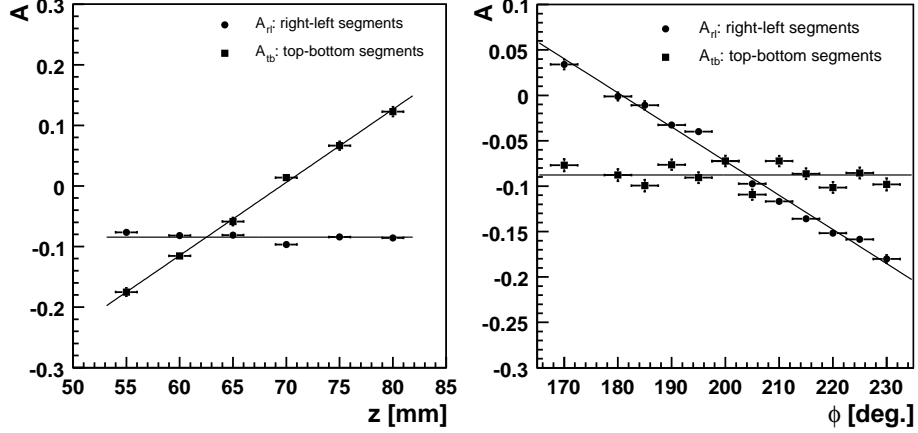 A
A_rl: right-left segments
A_tb: top-bottom segments
0.3
0.2
0.1
0
-0.1
-0.2
-0.3
50 55 60 65 70 75 80 85
z [mm]
A
A_rl: right-left segments
A_tb: top-bottom segments
0.1
0.05
0
-0.05
-0.1
-0.15
-0.2
-0.25
-0.3
170 180 190 200 210 220 230
ϕ [deg.]